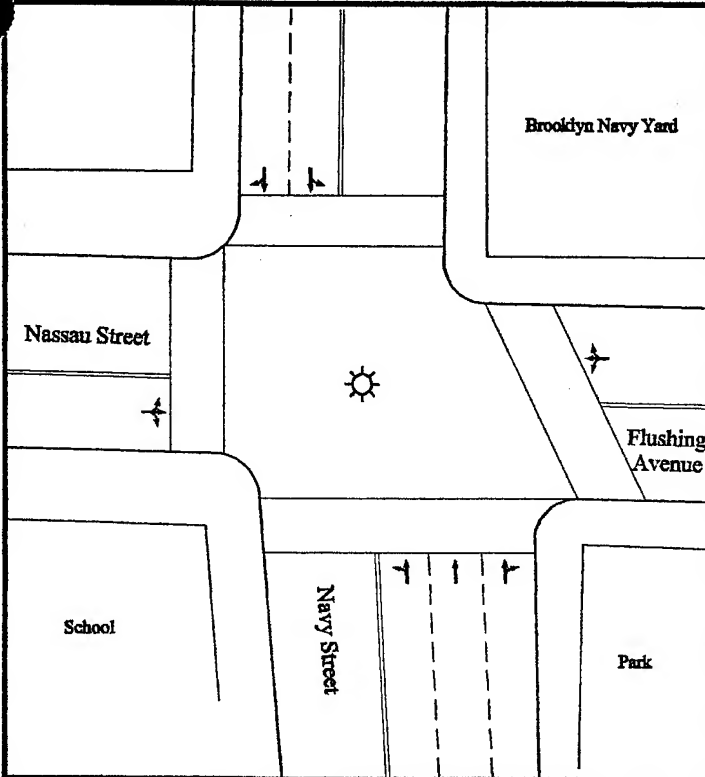 Brooklyn Navy Yard
Nassau Street
Flushing
Avenue
Navy Street
School
Park